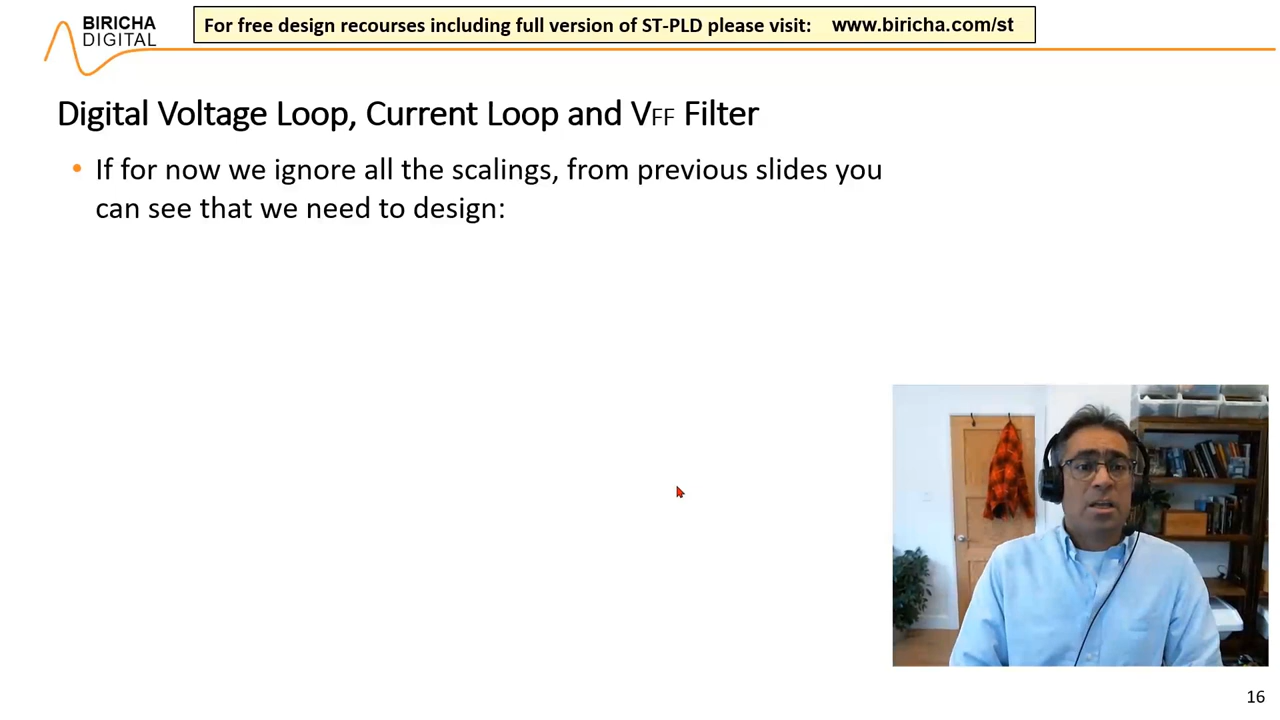 BIRICHA
DIGITAL
For free design recourses including full version of ST-PLD please visit: www.biricha.com/st
Digital Voltage Loop, Current Loop and VFF Filter
• If for now we ignore all the scalings, from previous slides you
can see that we need to design:
16